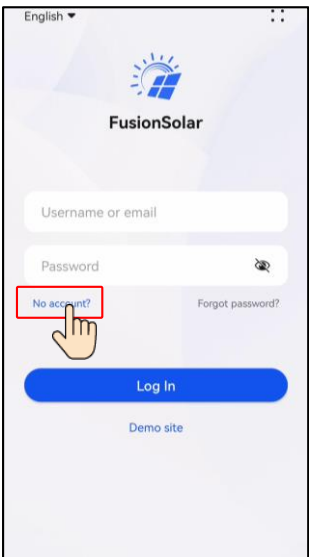 English
FusionSolar
Username or email
Password
No account?
Forgot password?
Log In
Demo site